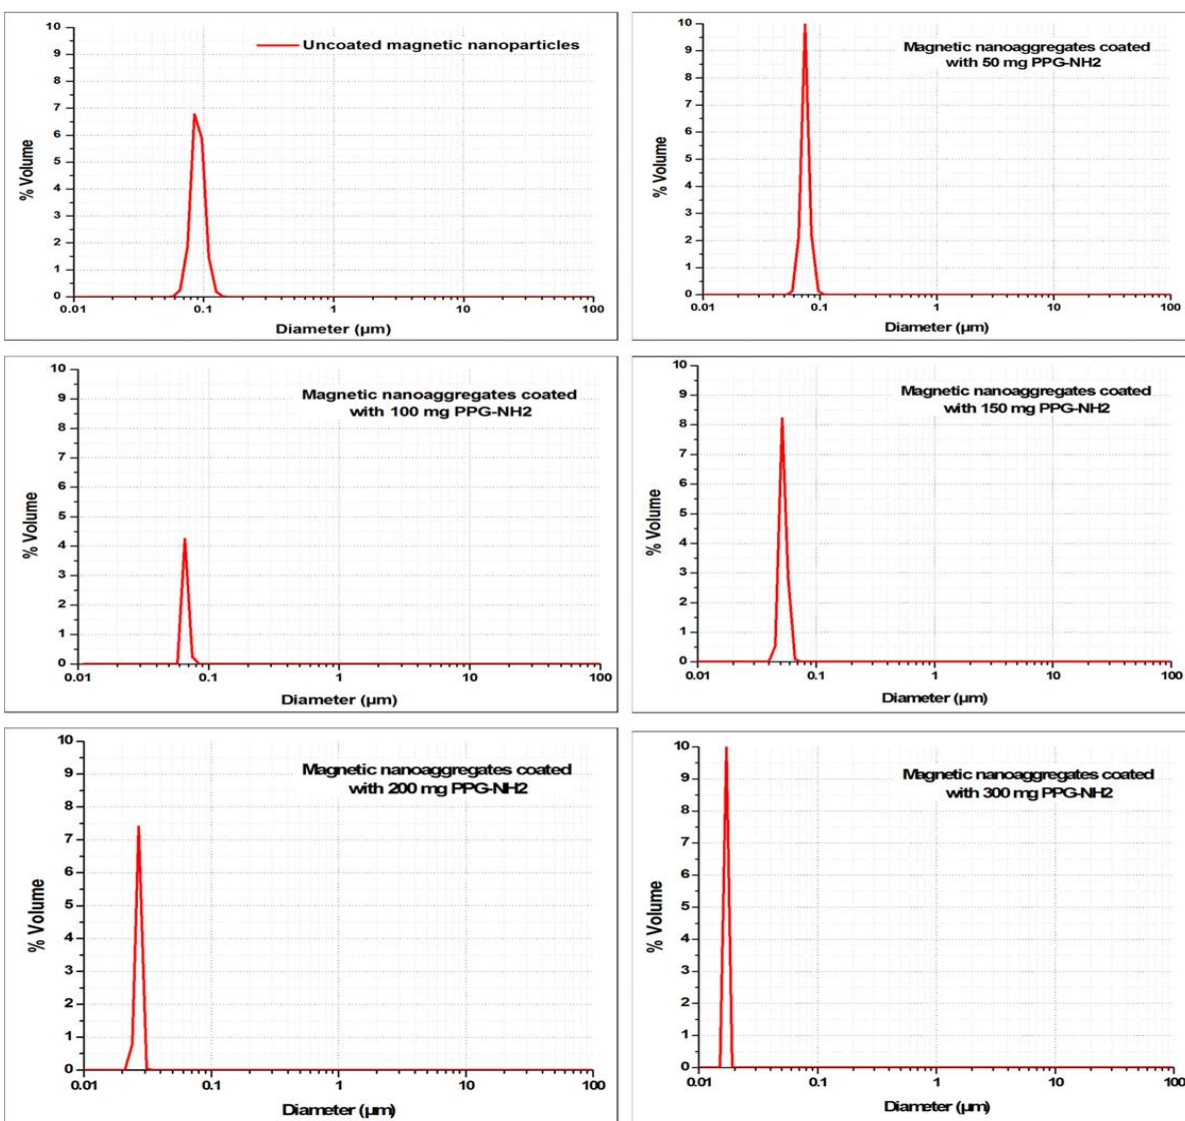 10
9
8
7
6
5
4
3
2
1
0
% Volume
Uncoated magnetic nanoparticles
0.01 0.1 1 10 100
Diameter (µm)
10
9
8
7
6
5
4
3
2
1
0
% Volume
Magnetic nanoaggregates coated
with 50 mg PPG-NH2
0.01 0.1 1 10 100
Diameter (µm)
10
9
8
7
6
5
4
3
2
1
0
% Volume
Magnetic nanoaggregates coated
with 100 mg PPG-NH2
0.01 0.1 1 10 100
Diameter (µm)
10
9
8
7
6
5
4
3
2
1
0
% Volume
Magnetic nanoaggregates coated
with 150 mg PPG-NH2
0.01 0.1 1 10 100
Diameter (µm)
10
9
8
7
6
5
4
3
2
1
0
% Volume
Magnetic nanoaggregates coated
with 200 mg PPG-NH2
0.01 0.1 1 10 100
Diameter (µm)
10
9
8
7
6
5
4
3
2
1
0
% Volume
Magnetic nanoaggregates coated
with 300 mg PPG-NH2
0.01 0.1 1 10 100
Diameter (µm)